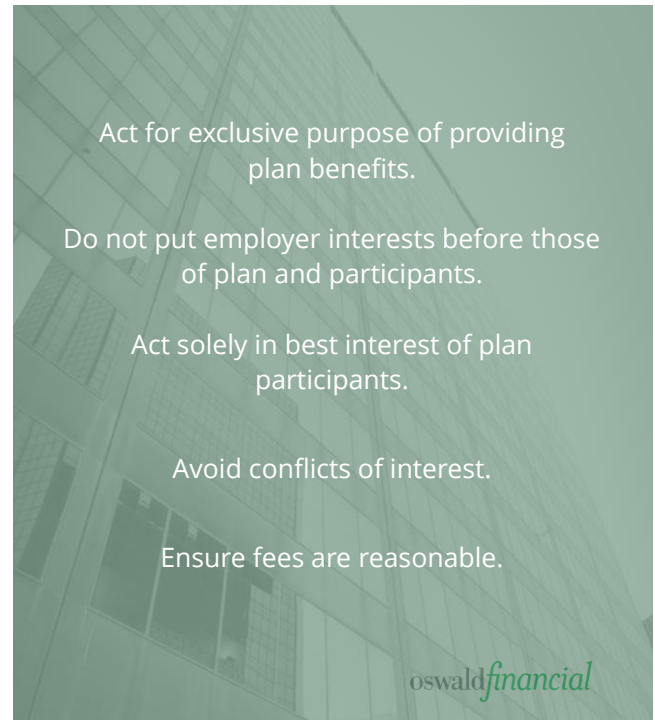 Act for exclusive purpose of providing
plan benefits.
Do not put employer interests before those
of plan and participants.
Act solely in best interest of plan
participants.
Avoid conflicts of interest.
Ensure fees are reasonable.
oswaldfinancial